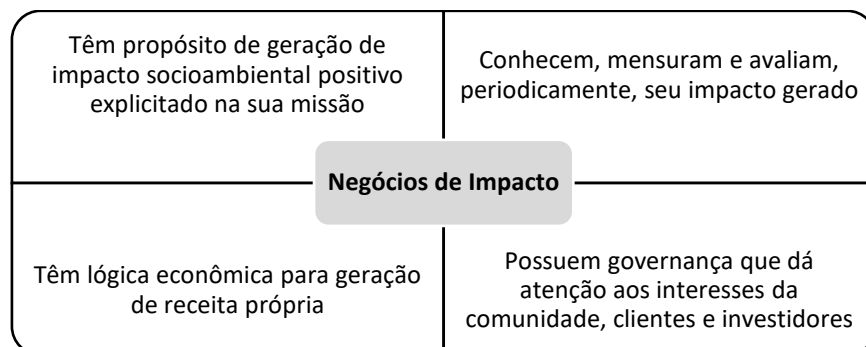 Têm propósito de geração de
impacto socioambiental positivo
explicitado na sua missão
Conhecem, mensuram e avaliam,
periodicamente, seu impacto gerado
Negócios de Impacto
Têm lógica econômica para geração
de receita própria
Possuem governança que dá
atenção aos interesses da
comunidade, clientes e investidores